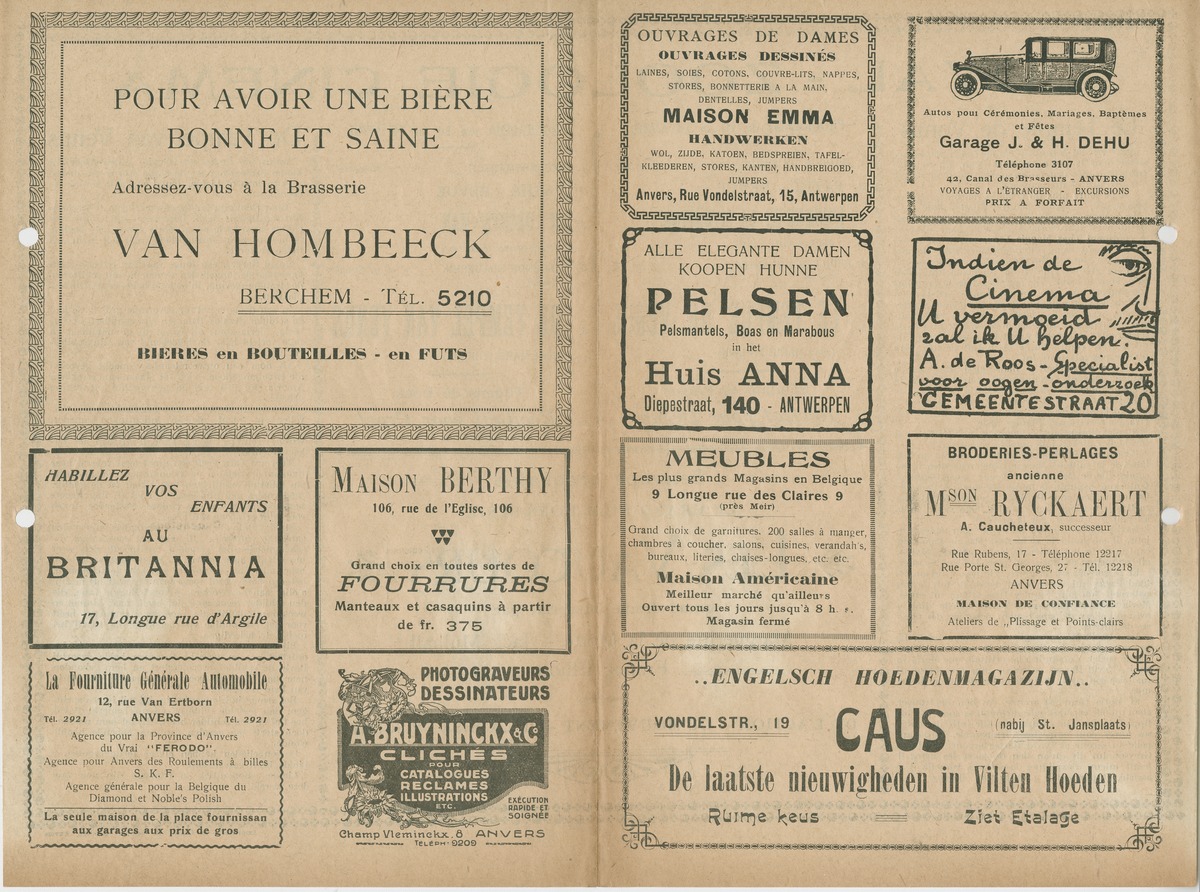 POUR AVOIR UNE BIÈRE
BONNE ET SAINE
Adressez-vous à la Brasserie
VAN HOMBEECK
BERCHEM - TÉL. 5210
BIERES en BOUTEILLES - en FUTS
HABILLEZ
VOS
ENFANTS
AU
BRITANNIA
17, Longue rue d'Argile
MAISON BERTHY
106, rue de l'Eglise, 106
Grand choix en toutes sortes de
FOURRURES
Manteaux et casaquins à partir
de fr. 375
La Fourniture Générale Automobile
12, rue Van Ertborn
Tél. 2921 ANVERS Tél. 2921
Agence pour la Province d'Anvers
du Vrai "FERODO".
Agence pour Anvers des Roulements à billes
S. K. F.
Agence générale pour la Belgique du
Diamond et Noble's Polish
La seule maison de la place fournissan
aux garages aux prix de gros
PHOTOGRAVEURS
DESSINATEURS
A. BRUYNINCKX & Co
CLICHÉS
POUR
CATALOGUES
RÉCLAMES
ILLUSTRATIONS
ETC.
EXÉCUTION
RAPIDE ET
SOIGNÉE
Champ Vleminckx. 8 ANVERS
TELÉPH. 9209
OUVRAGES DE DAMES
OUVRAGES DESSINÉS
LAINES, SOIES, COTONS, COUVRE-LITS, NAPPES,
STORES, BONNETTERIE A LA MAIN,
DENTELLES, JUMPERS
MAISON EMMA
HANDWERKEN
WOL, ZIJDE, KATOEN, BEDSPREIEN, TAFEL-
KLEEDEREN, STORES, KANTEN, HANDBREIGOED,
JUMPERS
Anvers, Rue Vondelstraat, 15, Antwerpen
Autos pour Cérémonies, Mariages, Baptêmes
et Fêtes
Garage J. & H. DEHU
Téléphone 3107
42, Canal des Brasseurs - ANVERS
VOYAGES A L'ÉTRANGER - EXCURSIONS
PRIX A FORFAIT
ALLE ELEGANTE DAMEN
KOOPEN HUNNE
PELSEN
Pelsmantels, Boas en Marabous
in het
Huis ANNA
Diepestraat, 140 - ANTWERPEN
Indien de
Cinema
U vermoeid
zal ik U helpen.
A. de Roos - Specialist
voor oogen-onderzoek
GEMEENTESTRAAT 20
MEUBLES
Les plus grands Magasins en Belgique
9 Longue rue des Claires 9
(près Meir)
Grand choix de garnitures. 200 salles à manger,
chambres à coucher, salons, cuisines, verandah's,
bureaux, literies, chaises-longues, etc. etc.
Maison Américaine
Meilleur marché qu'ailleurs
Ouvert tous les jours jusqu'à 8 h. s.
Magasin fermé
BRODERIES-PERLAGES
ancienne
MSON RYCKAERT
A. Caucheteux, successeur
Rue Rubens, 17 - Téléphone 12217
Rue Porte St. Georges, 27 - Tél. 12218
ANVERS
MAISON DE CONFIANCE
Ateliers de „Plissage et Points-clairs
..ENGELSCH HOEDENMAGAZIJN..
VONDELSTR., 19 CAUS (nabij St. Jansplaats)
De laatste nieuwigheden in Vilten Hoeden
Ruime keus Ziet Etalage